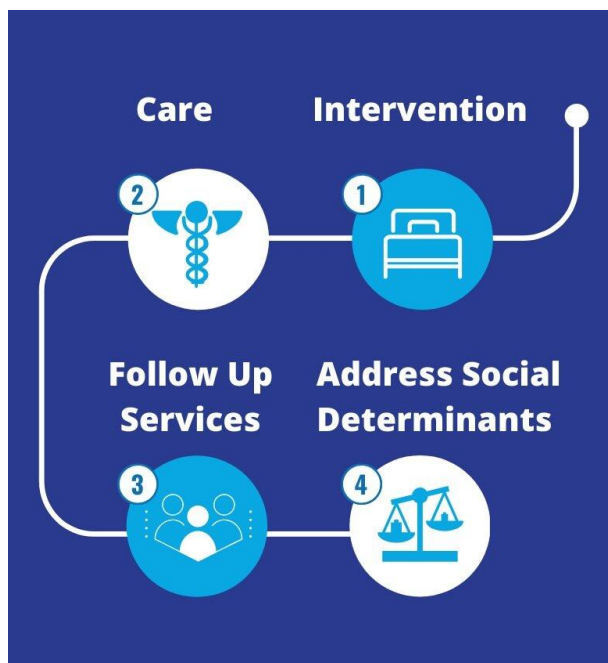 Care
Intervention
2
1
Follow Up
Services
Address Social
Determinants
3
4